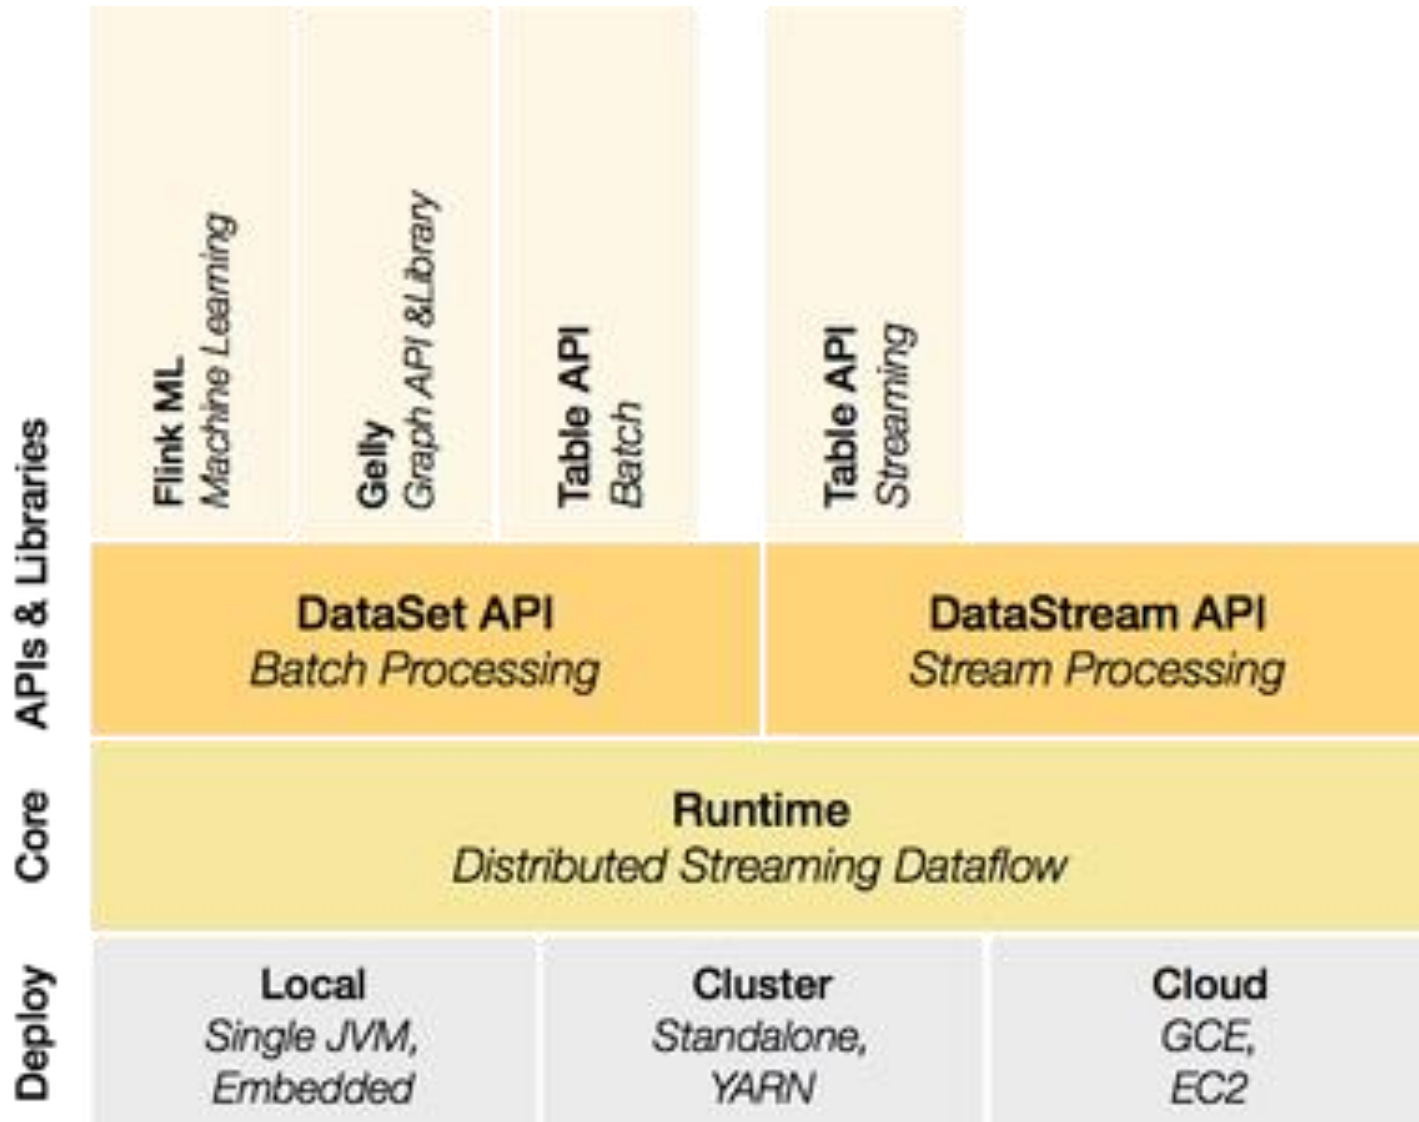 APIs & Libraries
Flink ML
Machine Learning
Gelly
Graph API &Library
Table API
Batch
Table API
Streaming
DataSet API
Batch Processing
DataStream API
Stream Processing
Core
Runtime
Distributed Streaming Dataflow
Deploy
Local
Single JVM,
Embedded
Cluster
Standalone,
YARN
Cloud
GCE,
EC2